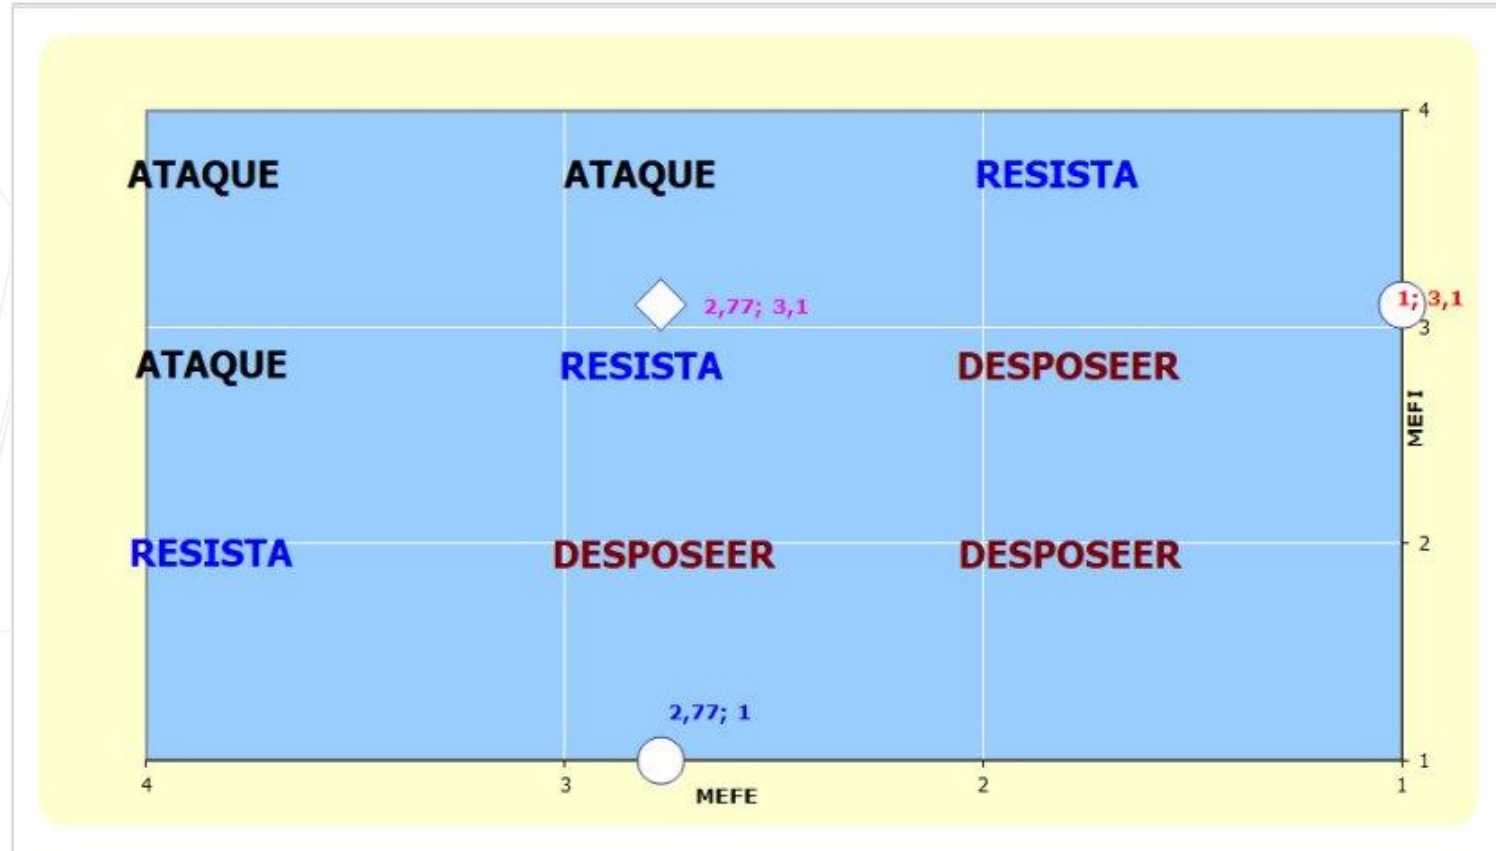 4
ATAQUE ATAQUE RESISTA
2,77; 3,1 1; 3,1
3
ATAQUE RESISTA DESPOSEER
MEFI
2
RESISTA DESPOSEER DESPOSEER
2,77; 1
1
4 3 2 1
MEFE